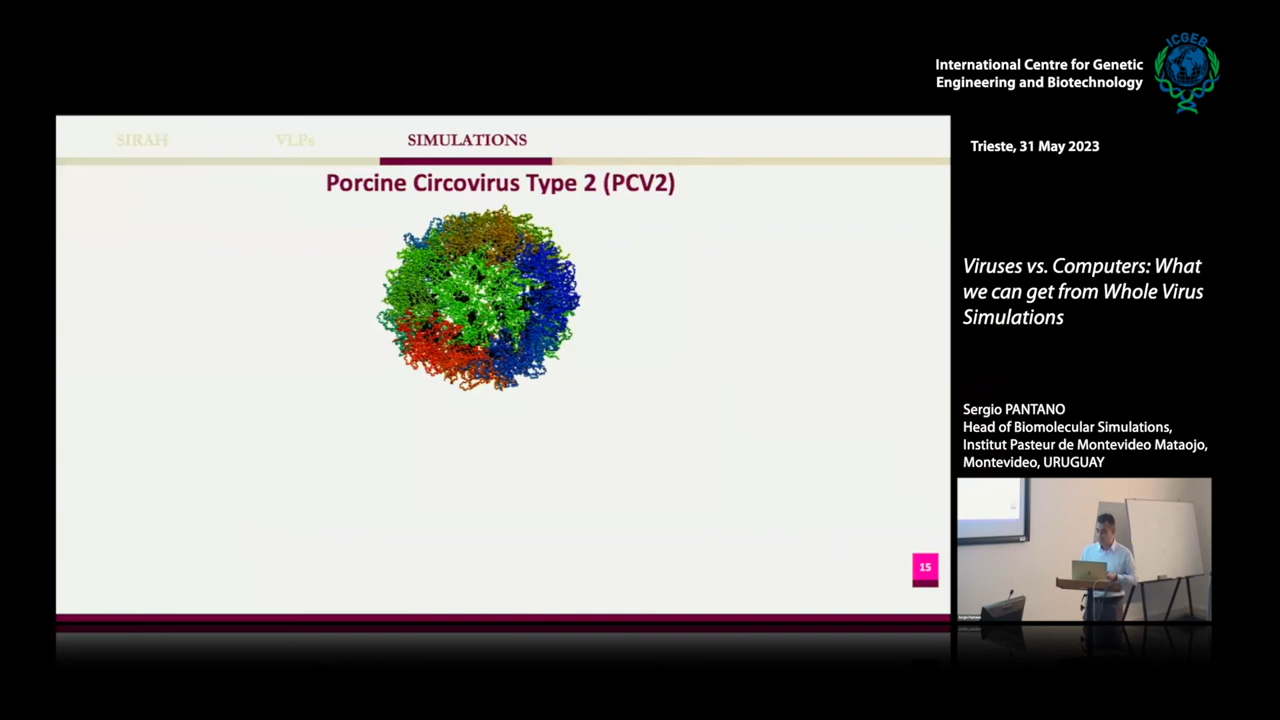 ICGEB
International Centre for Genetic
Engineering and Biotechnology
SIRAH
VLPs
SIMULATIONS
Porcine Circovirus Type 2 (PCV2)
15
Trieste, 31 May 2023
Viruses vs. Computers: What
we can get from Whole Virus
Simulations
Sergio PANTANO
Head of Biomolecular Simulations,
Institut Pasteur de Montevideo Mataojo,
Montevideo, URUGUAY
Sergio Pantano